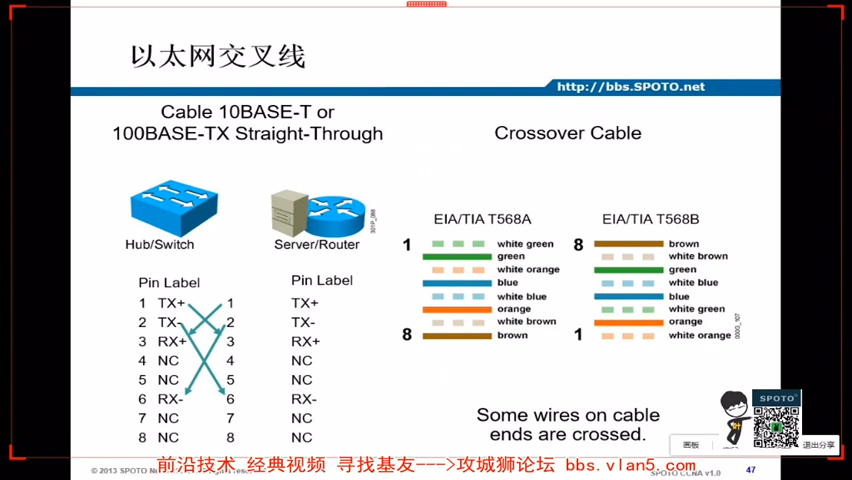 以太网交叉线
http://bbs.SPOTO.net
Cable 10BASE-T or
100BASE-TX Straight-Through
Crossover Cable
Hub/Switch
Server/Router
Pin Label
1 TX+ 1
2 TX- 2
3 RX+ 3
4 NC 4
5 NC 5
6 RX- 6
7 NC 7
8 NC 8
Pin Label
TX+
TX-
RX+
NC
NC
RX-
NC
NC
EIA/TIA T568A
1 white green
green
white orange
blue
white blue
orange
white brown
8 brown
EIA/TIA T568B
8 brown
white brown
green
white blue
blue
white green
orange
1 white orange
Some wires on cable
ends are crossed.
SPOTO
画板
退出分享
© 2013 SPOTO
前沿技术 经典视频 寻找基友--->攻城狮论坛 bbs.vlan5.com
SPOTO CCNA v1.0
47